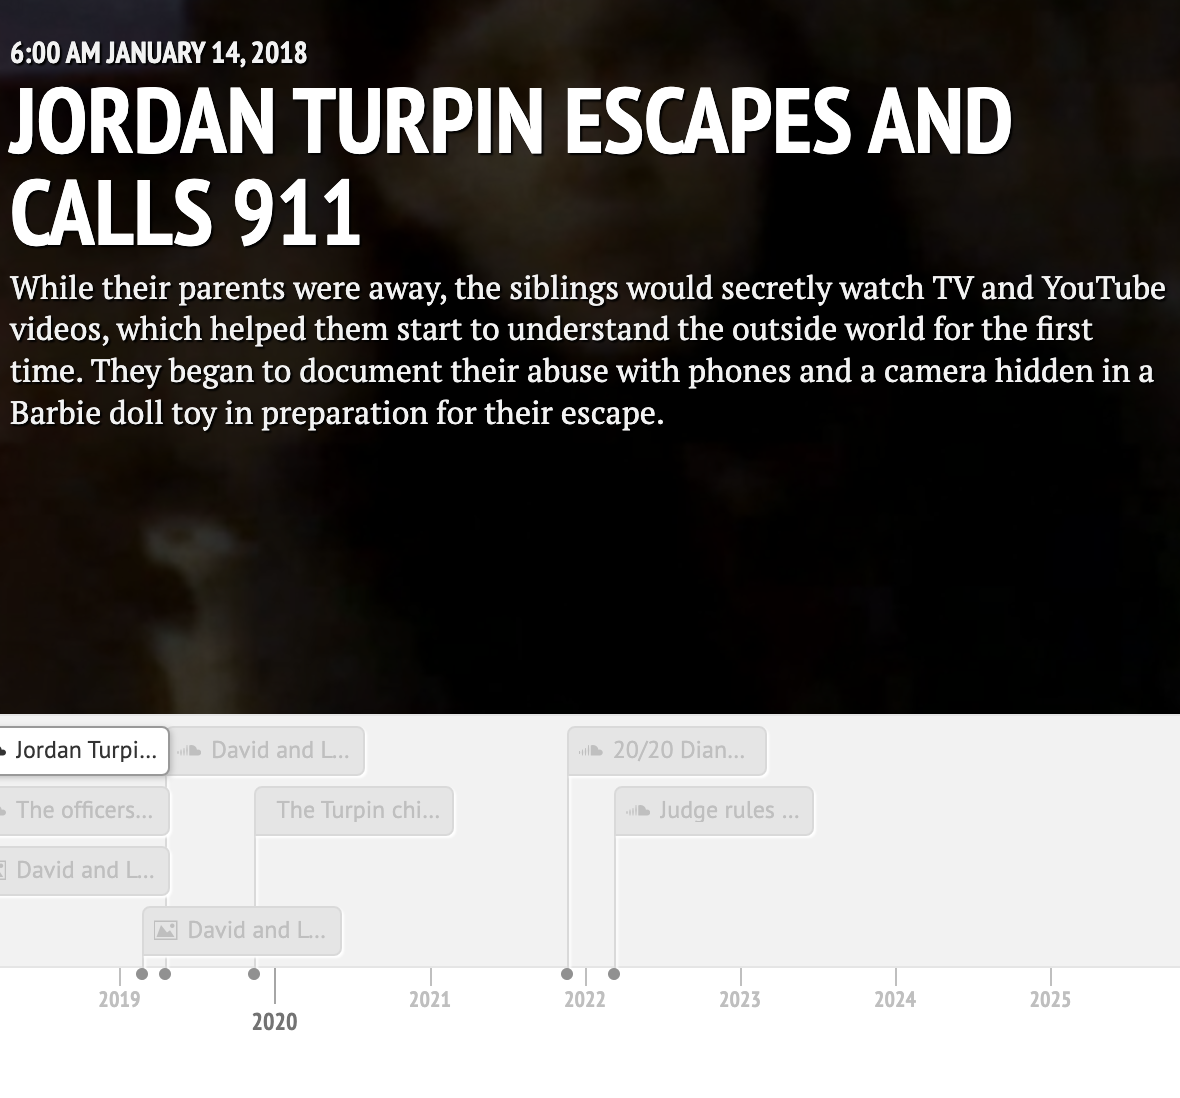 6:00 AM JANUARY 14, 2018
JORDAN TURPIN ESCAPES AND
CALLS 911
While their parents were away, the siblings would secretly watch TV and YouTube
videos, which helped them start to understand the outside world for the first
time. They began to document their abuse with phones and a camera hidden in a
Barbie doll toy in preparation for their escape.
Jordan Turpi...
David and L...
20/20 Dian...
The officers...
The Turpin chi...
Judge rules ...
David and L...
David and L...
2019
2020
2021
2022
2023
2024
2025